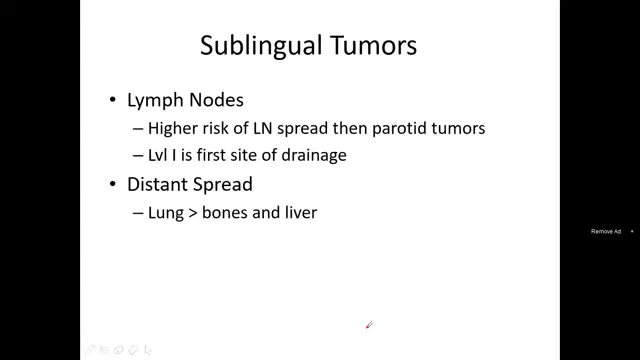 Sublingual Tumors
• Lymph Nodes
– Higher risk of LN spread then parotid tumors
– Lvl I is first site of drainage
• Distant Spread
– Lung > bones and liver
Remove Ad